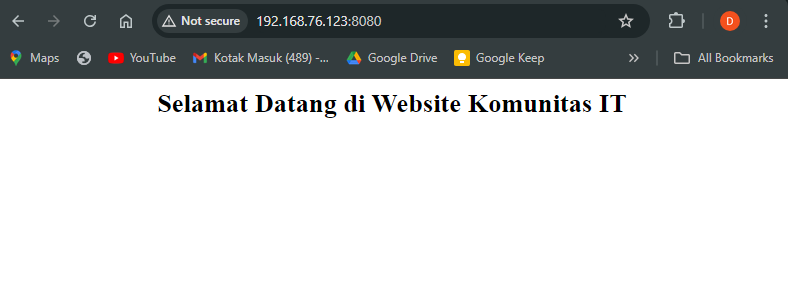 Not secure 192.168.76.123:8080 D
Maps YouTube Kotak Masuk (489) -... Google Drive Google Keep » All Bookmarks
Selamat Datang di Website Komunitas IT